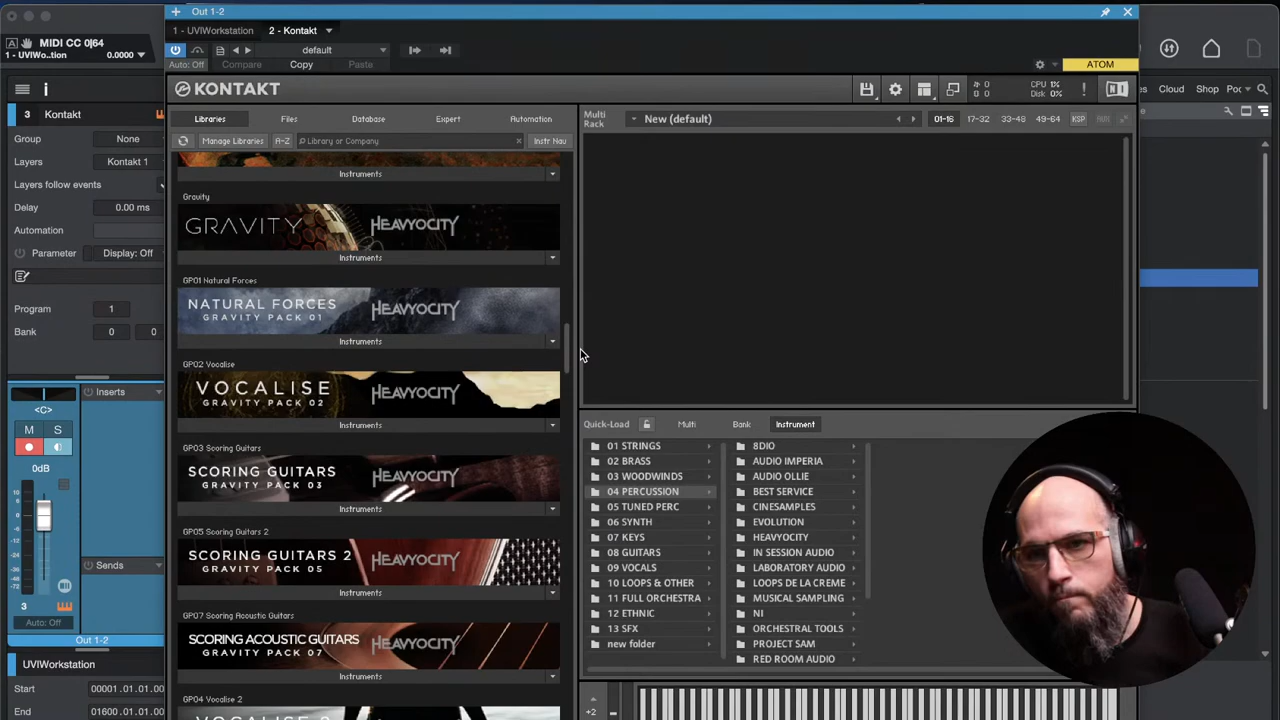 Out 1-2
MIDI CC 0|64
1 - UVIWo...tion
0.0000
1 - UVIWorkstation
2 - Kontakt
default
Auto: Off
Compare
Copy
Paste
ATOM
KONTAKT
0
0
CPU 1%
Disk 0%
es Cloud Shop Poc
3 Kontakt
Libraries
Files
Database
Expert
Automation
Multi
Rack
New (default)
01-16
17-32
33-48
49-64
KSP
Manage Libraries
A-Z
Library or Company
Instr Nav
Group
None
Layers
Kontakt 1
Layers follow events
Delay
0.00 ms
Automation
Parameter
Display: Off
Program
1
Bank
0
0
Instruments
Gravity
GRAVITY HEAVYOCITY
Instruments
GP01 Natural Forces
NATURAL FORCES
GRAVITY PACK 01
HEAVYOCITY
Instruments
GP02 Vocalise
VOCALISE
GRAVITY PACK 02
HEAVYOCITY
Instruments
GP03 Scoring Guitars
SCORING GUITARS
GRAVITY PACK 03
HEAVYOCITY
Instruments
GP05 Scoring Guitars 2
SCORING GUITARS 2
GRAVITY PACK 05
HEAVYOCITY
Instruments
GP07 Scoring Acoustic Guitars
SCORING ACOUSTIC GUITARS
GRAVITY PACK 07
HEAVYOCITY
Instruments
GP04 Vocalise 2
VOCALISE 2
Quick-Load
Multi
Bank
Instrument
01 STRINGS
02 BRASS
03 WOODWINDS
04 PERCUSSION
05 TUNED PERC
06 SYNTH
07 KEYS
08 GUITARS
09 VOCALS
10 LOOPS & OTHER
11 FULL ORCHESTRA
12 ETHNIC
13 SFX
new folder
8DIO
AUDIO IMPERIA
AUDIO OLLIE
BEST SERVICE
CINESAMPLES
EVOLUTION
HEAVYOCITY
IN SESSION AUDIO
LABORATORY AUDIO
LOOPS DE LA CREME
MUSICAL SAMPLING
NI
ORCHESTRAL TOOLS
PROJECT SAM
RED ROOM AUDIO
+2
Inserts
<C>
M
S
0dB
Sends
3
Auto: Off
Out 1-2
UVIWorkstation
Start
00001.01.01.00
End
01600.01.01.00